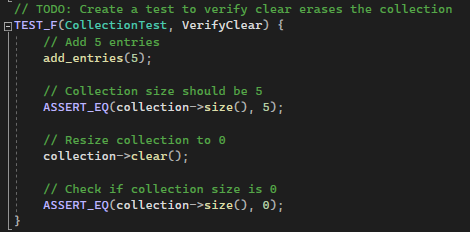 // TODO: Create a test to verify clear erases the collection
TEST_F(CollectionTest, VerifyClear) {
// Add 5 entries
add_entries(5);
// Collection size should be 5
ASSERT_EQ(collection->size(), 5);
// Resize collection to 0
collection->clear();
// Check if collection size is 0
ASSERT_EQ(collection->size(), 0);
}